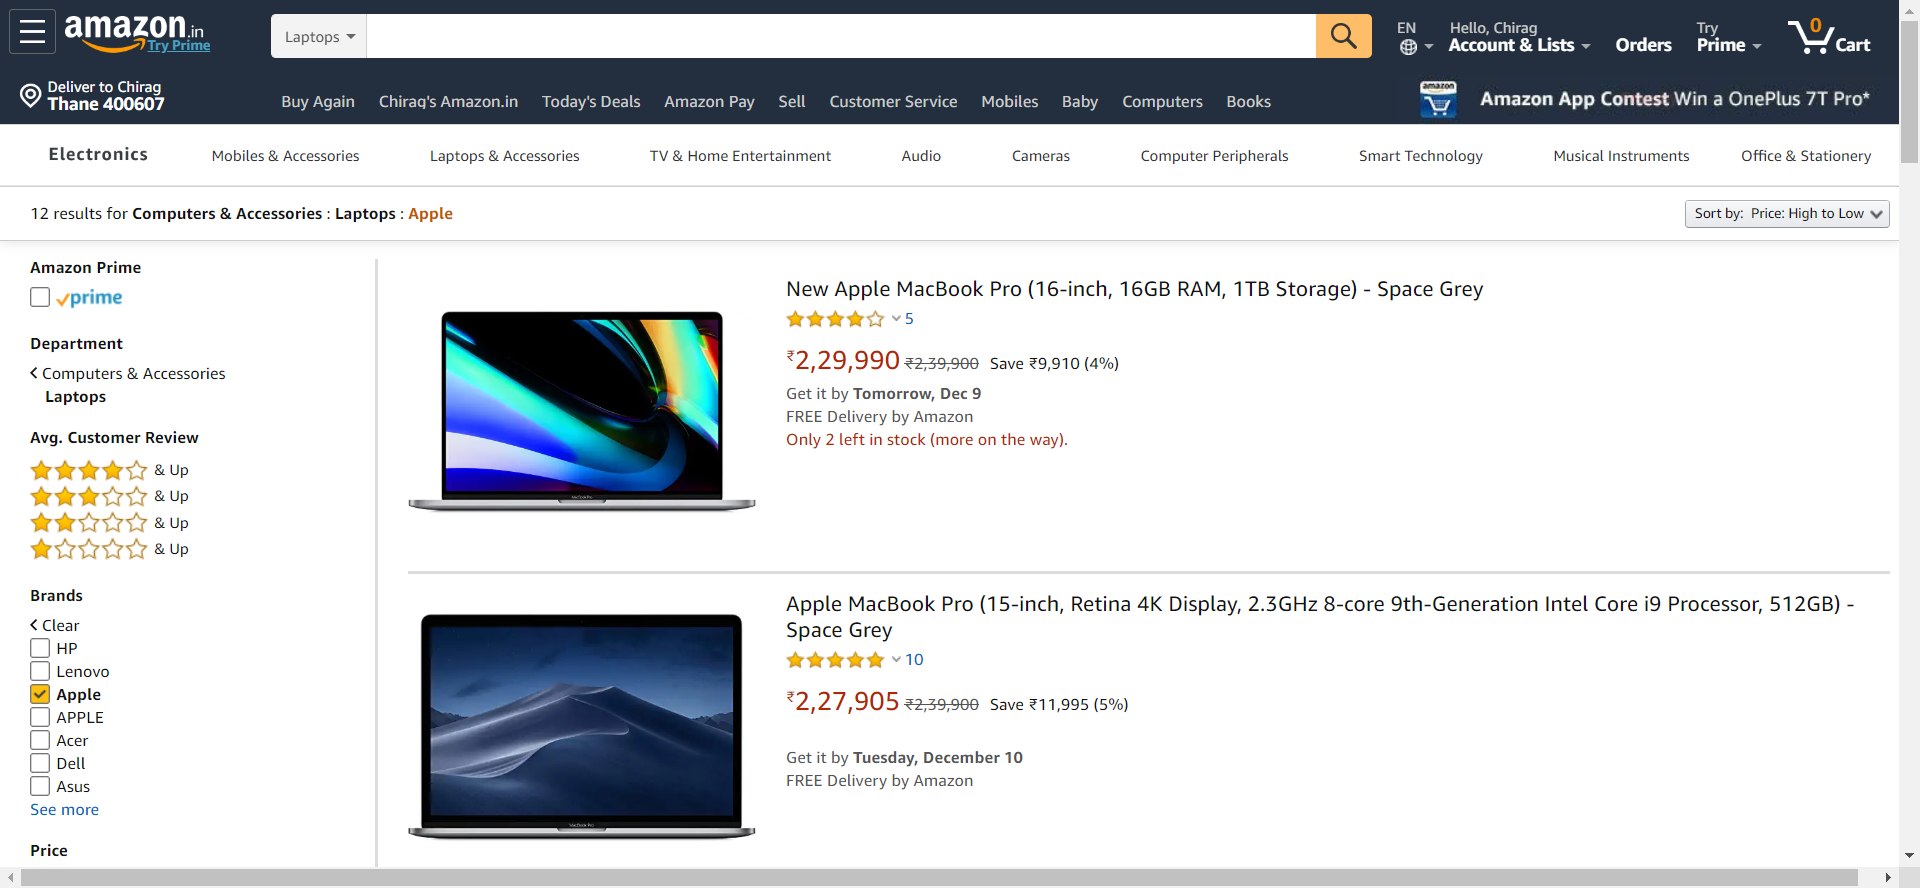 amazon.in
Try Prime
Laptops
EN
Hello, Chirag
Account & Lists
Orders
Try
Prime
0
Cart
Deliver to Chirag
Thane 400607
Buy Again
Chirag's Amazon.in
Today's Deals
Amazon Pay
Sell
Customer Service
Mobiles
Baby
Computers
Books
amazon
Amazon App Contest Win a OnePlus 7T Pro*
Electronics
Mobiles & Accessories
Laptops & Accessories
TV & Home Entertainment
Audio
Cameras
Computer Peripherals
Smart Technology
Musical Instruments
Office & Stationery
12 results for Computers & Accessories : Laptops : Apple
Sort by: Price: High to Low
Amazon Prime
prime
Department
Computers & Accessories
Laptops
Avg. Customer Review
& Up
& Up
& Up
& Up
Brands
Clear
HP
Lenovo
Apple
APPLE
Acer
Dell
Asus
See more
Price
MacBook Pro
New Apple MacBook Pro (16-inch, 16GB RAM, 1TB Storage) - Space Grey
5
₹2,29,990 ₹2,39,900 Save ₹9,910 (4%)
Get it by Tomorrow, Dec 9
FREE Delivery by Amazon
Only 2 left in stock (more on the way).
MacBook Pro
Apple MacBook Pro (15-inch, Retina 4K Display, 2.3GHz 8-core 9th-Generation Intel Core i9 Processor, 512GB) -
Space Grey
10
₹2,27,905 ₹2,39,900 Save ₹11,995 (5%)
Get it by Tuesday, December 10
FREE Delivery by Amazon